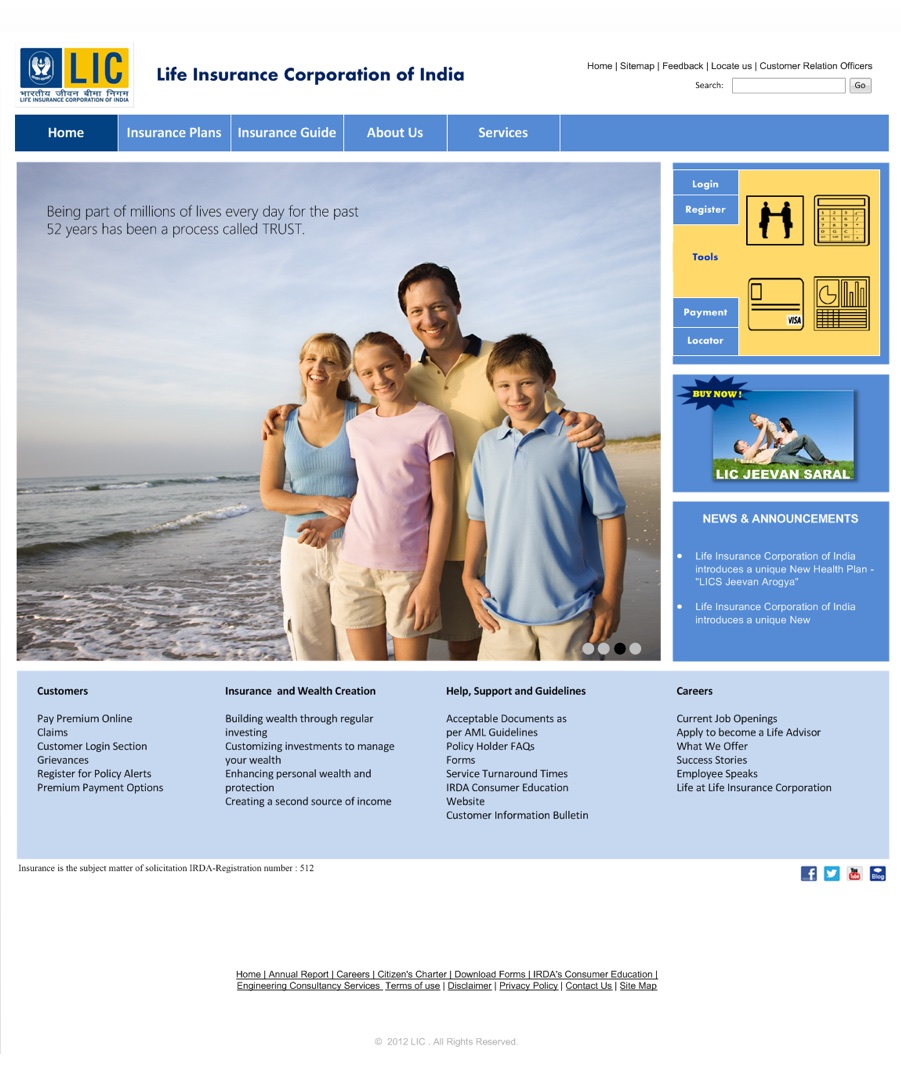 LIC
भारतीय जीवन बीमा निगम
LIFE INSURANCE CORPORATION OF INDIA
Life Insurance Corporation of India
Home | Sitemap | Feedback | Locate us | Customer Relation Officers
Search:
Go
Home
Insurance Plans
Insurance Guide
About Us
Services
Being part of millions of lives every day for the past
52 years has been a process called TRUST.
Login
Register
Tools
Payment
Locator
VISA
BUY NOW !
LIC JEEVAN SARAL
NEWS & ANNOUNCEMENTS
Life Insurance Corporation of India
introduces a unique New Health Plan -
"LICS Jeevan Arogya"
Life Insurance Corporation of India
introduces a unique New
Customers
Pay Premium Online
Claims
Customer Login Section
Grievances
Register for Policy Alerts
Premium Payment Options
Insurance and Wealth Creation
Building wealth through regular
investing
Customizing investments to manage
your wealth
Enhancing personal wealth and
protection
Creating a second source of income
Help, Support and Guidelines
Acceptable Documents as
per AML Guidelines
Policy Holder FAQs
Forms
Service Turnaround Times
IRDA Consumer Education
Website
Customer Information Bulletin
Careers
Current Job Openings
Apply to become a Life Advisor
What We Offer
Success Stories
Employee Speaks
Life at Life Insurance Corporation
Insurance is the subject matter of solicitation IRDA-Registration number : 512
You Tube
Blog
Home | Annual Report | Careers | Citizen's Charter | Download Forms | IRDA's Consumer Education |
Engineering Consultancy Services Terms of use | Disclaimer | Privacy Policy | Contact Us | Site Map
© 2012 LIC . All Rights Reserved.